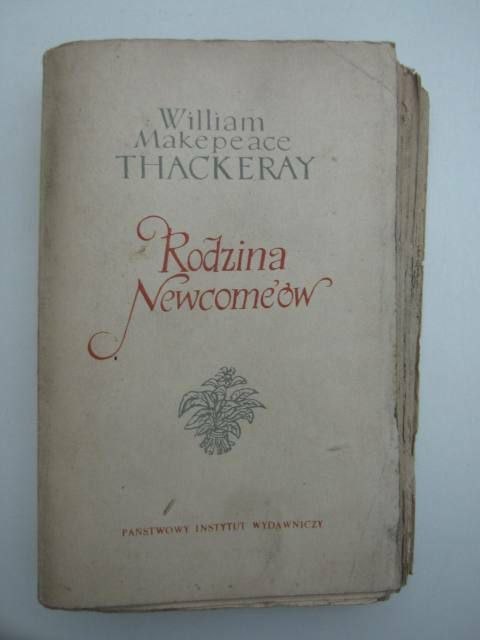 William
Makepeace
THACKERAY
Rodzina
Newcome'ów
PAŃSTWOWY INSTYTUT WYDAWNICZY